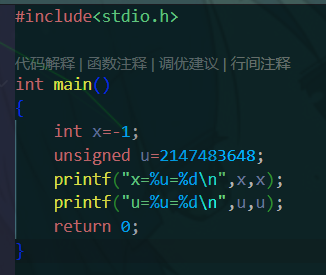 #include<stdio.h>
代码解释 | 函数注释 | 调优建议 | 行间注释
int main()
{
    int x=-1;
    unsigned u=2147483648;
    printf("x=%u=%d\n",x,x);
    printf("u=%u=%d\n",u,u);
    return 0;
}